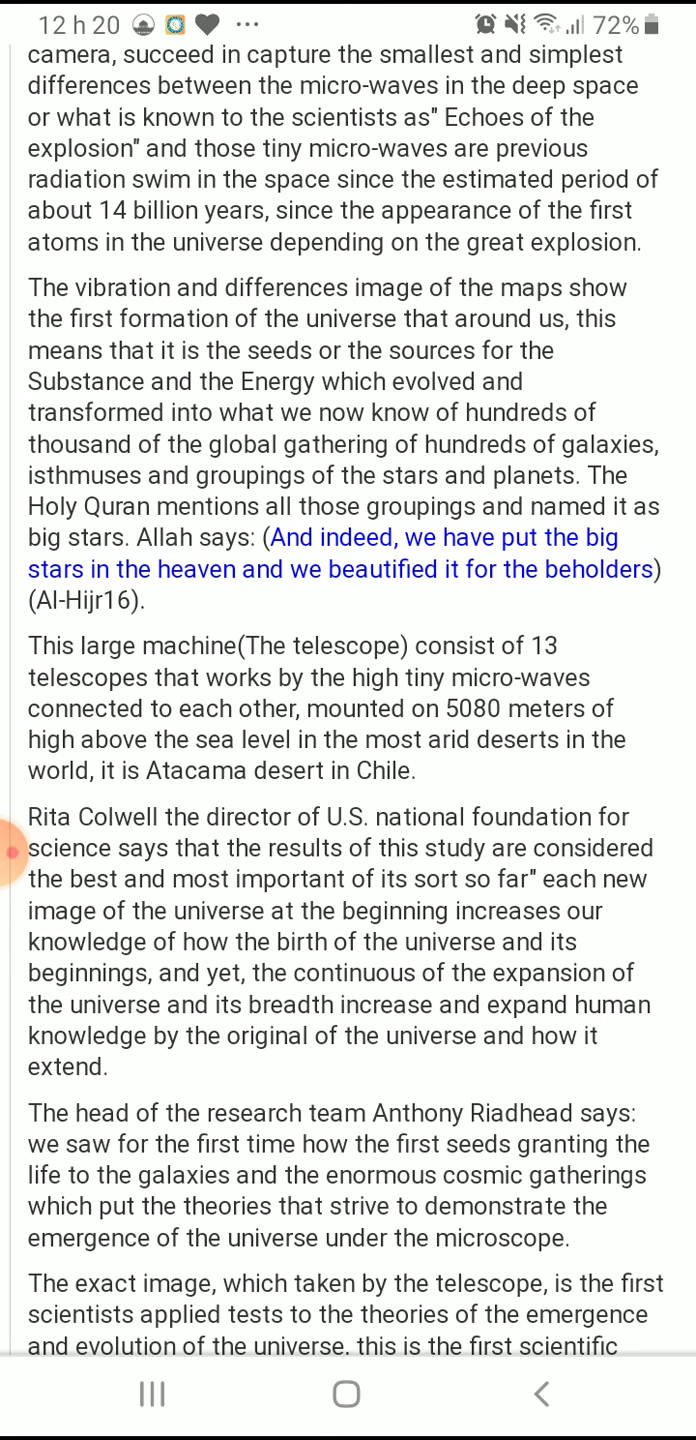 12 h 20 ... 72%
camera, succeed in capture the smallest and simplest
differences between the micro-waves in the deep space
or what is known to the scientists as" Echoes of the
explosion" and those tiny micro-waves are previous
radiation swim in the space since the estimated period of
about 14 billion years, since the appearance of the first
atoms in the universe depending on the great explosion.
The vibration and differences image of the maps show
the first formation of the universe that around us, this
means that it is the seeds or the sources for the
Substance and the Energy which evolved and
transformed into what we now know of hundreds of
thousand of the global gathering of hundreds of galaxies,
isthmuses and groupings of the stars and planets. The
Holy Quran mentions all those groupings and named it as
big stars. Allah says: (And indeed, we have put the big
stars in the heaven and we beautified it for the beholders)
(Al-Hijr16).
This large machine(The telescope) consist of 13
telescopes that works by the high tiny micro-waves
connected to each other, mounted on 5080 meters of
high above the sea level in the most arid deserts in the
world, it is Atacama desert in Chile.
Rita Colwell the director of U.S. national foundation for
science says that the results of this study are considered
the best and most important of its sort so far" each new
image of the universe at the beginning increases our
knowledge of how the birth of the universe and its
beginnings, and yet, the continuous of the expansion of
the universe and its breadth increase and expand human
knowledge by the original of the universe and how it
extend.
The head of the research team Anthony Riadhead says:
we saw for the first time how the first seeds granting the
life to the galaxies and the enormous cosmic gatherings
which put the theories that strive to demonstrate the
emergence of the universe under the microscope.
The exact image, which taken by the telescope, is the first
scientists applied tests to the theories of the emergence
and evolution of the universe. this is the first scientific